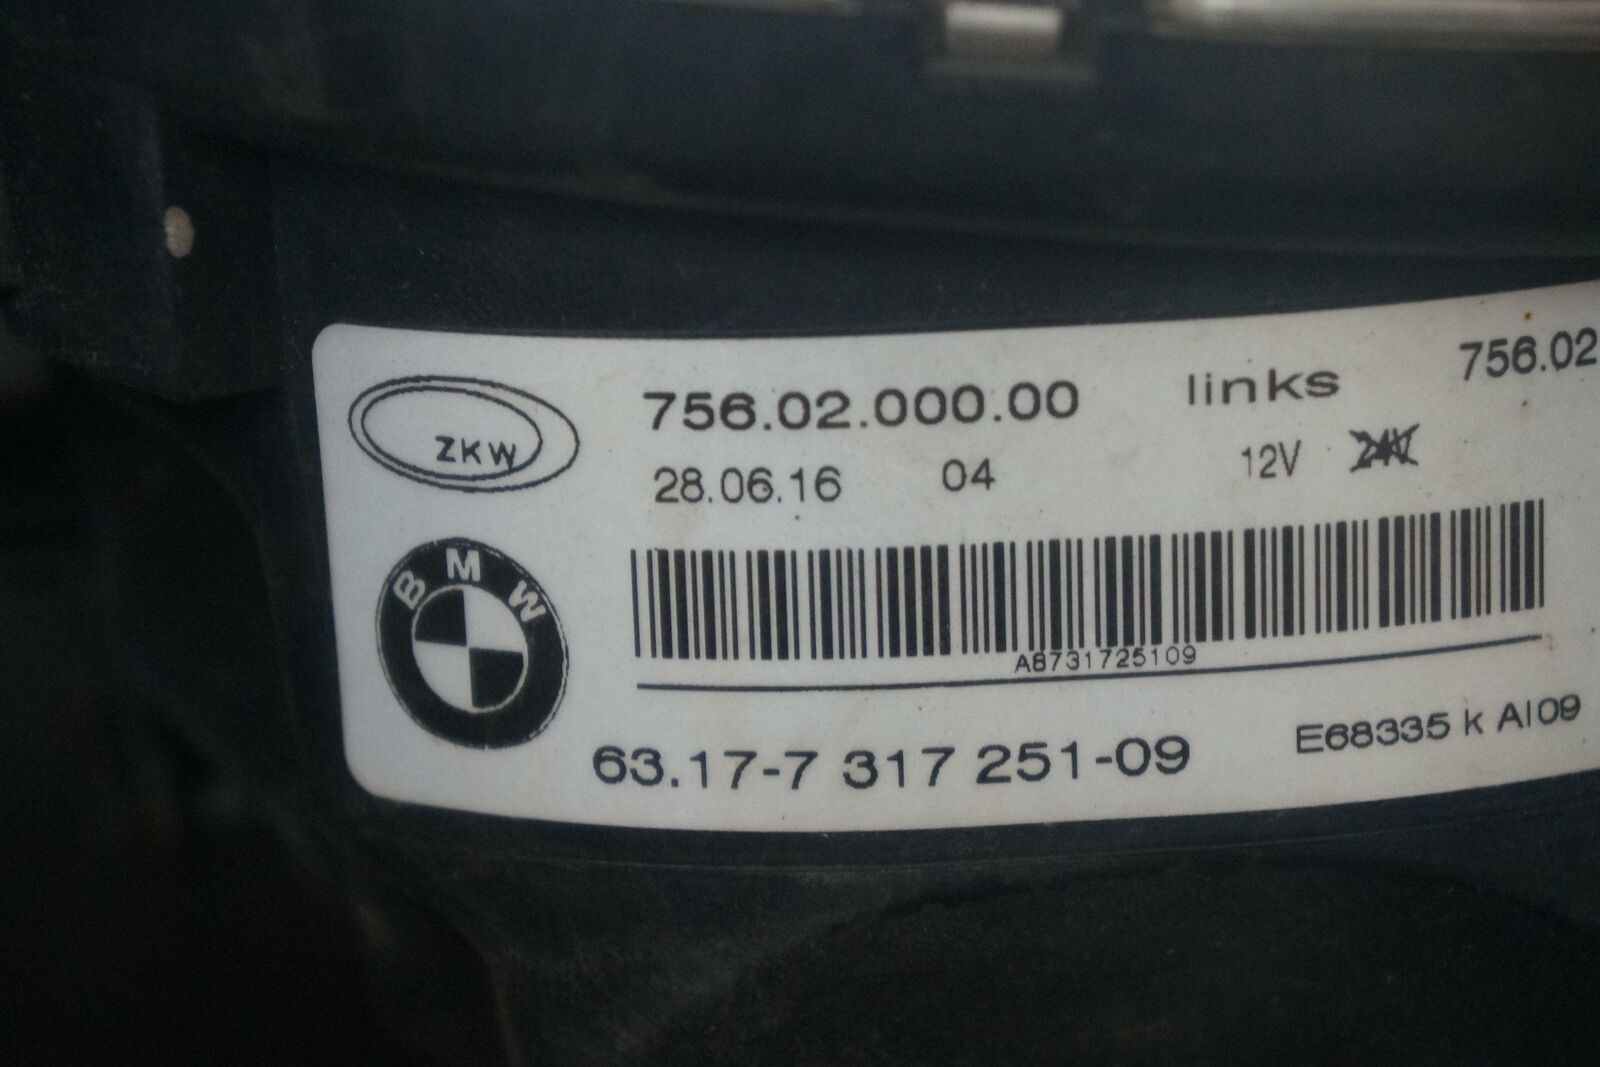 ZKW 756.02.000.00 links 756.02
28.06.16 04 12V 24V
BMW
A8731725109
63.17-7 317 251-09 E68335 k AI09